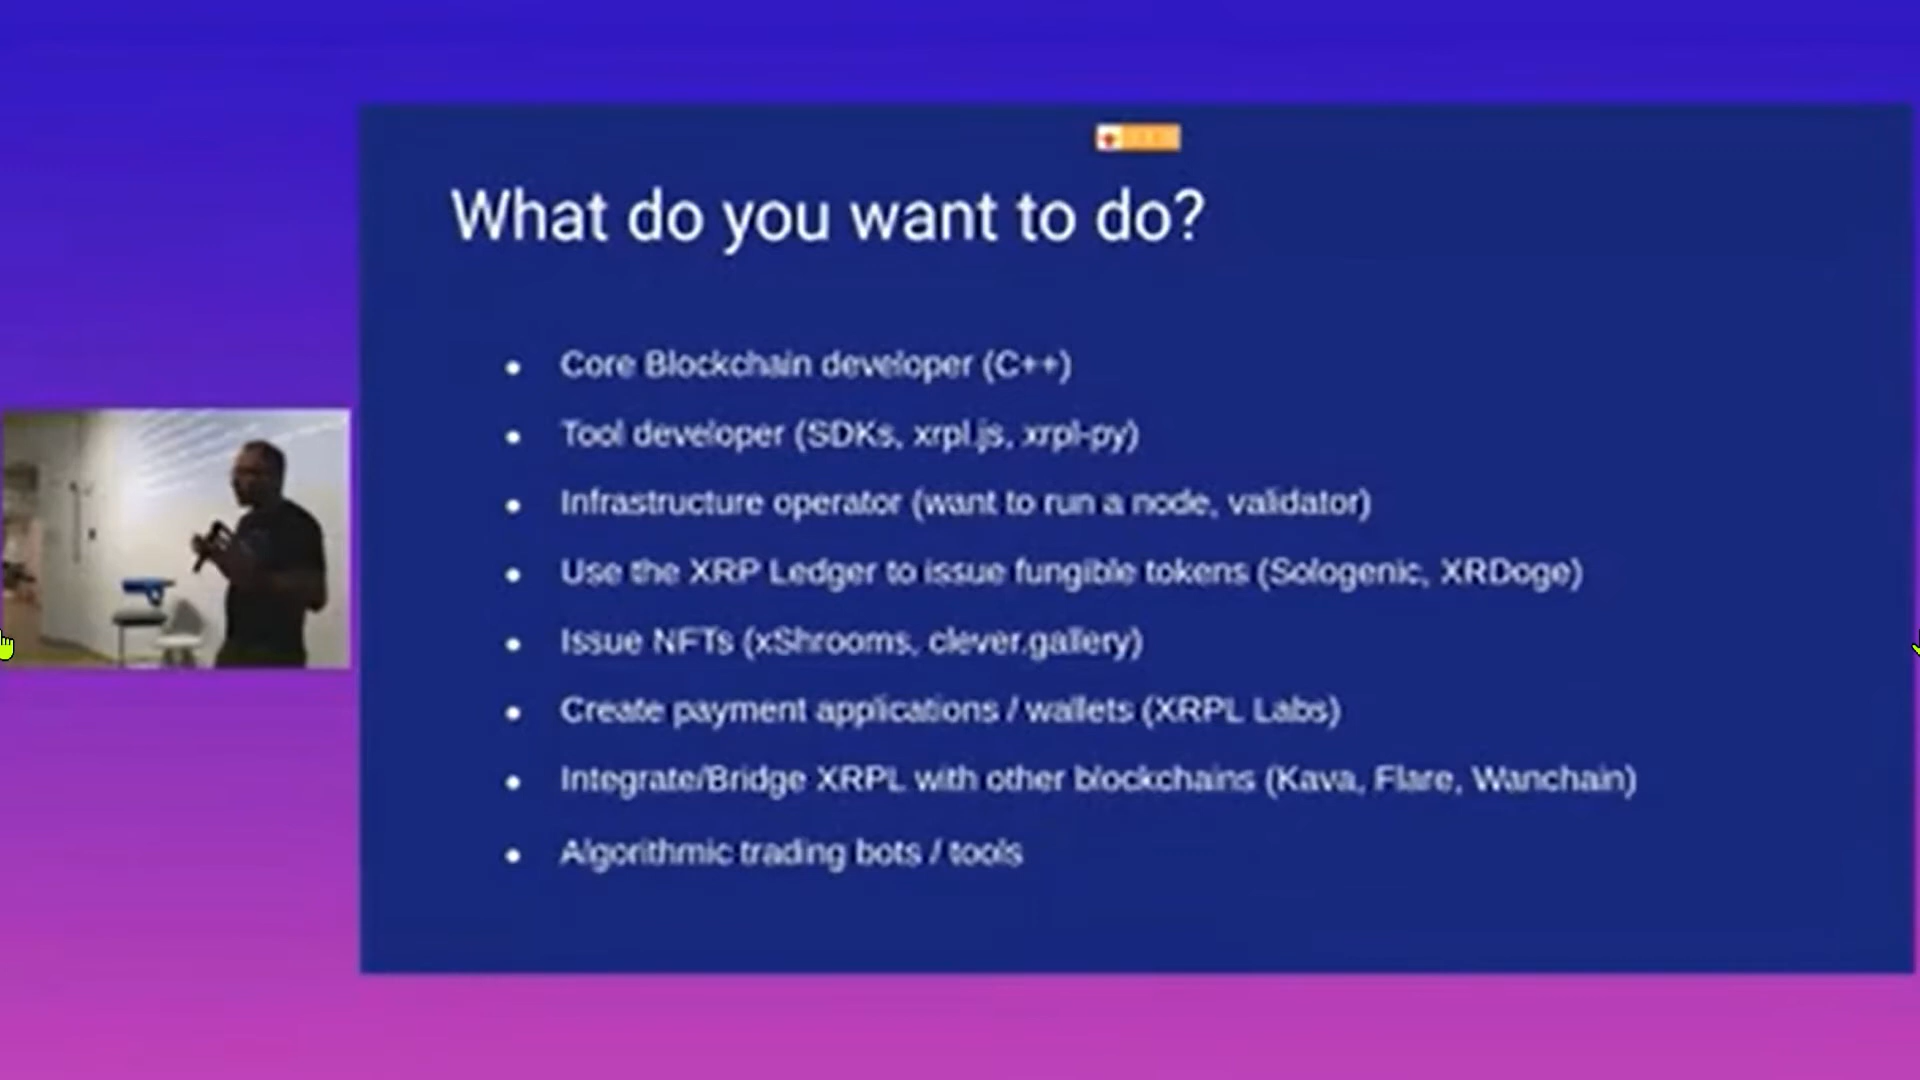 What do you want to do?
Core Blockchain developer (C++)
Tool developer (SDKs, xrpl.js, xrpl-py)
Infrastructure operator (want to run a node, validator)
Use the XRP Ledger to issue fungible tokens (Sologenic, XRDoge)
Issue NFTs (xShrooms, clever.gallery)
Create payment applications / wallets (XRPL Labs)
Integrate/Bridge XRPL with other blockchains (Kava, Flare, Wanchain)
Algorithmic trading bots / tools